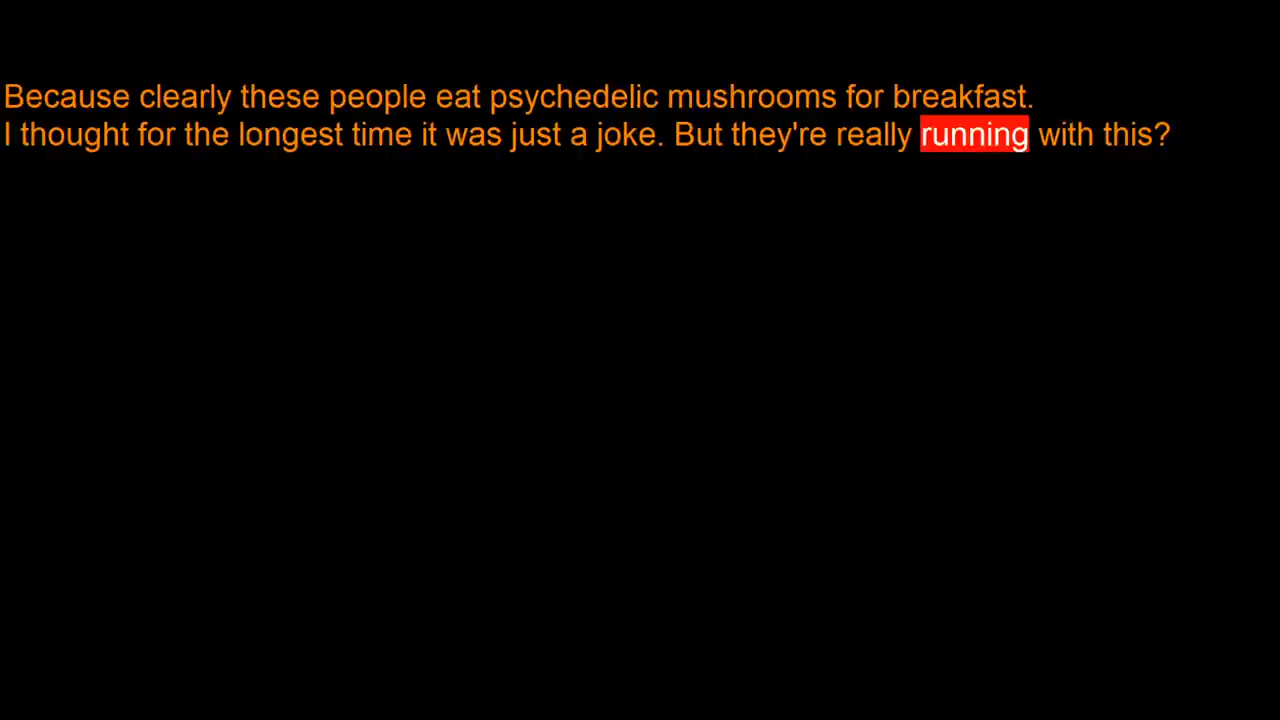 Because clearly these people eat psychedelic mushrooms for breakfast.
I thought for the longest time it was just a joke. But they're really running with this?